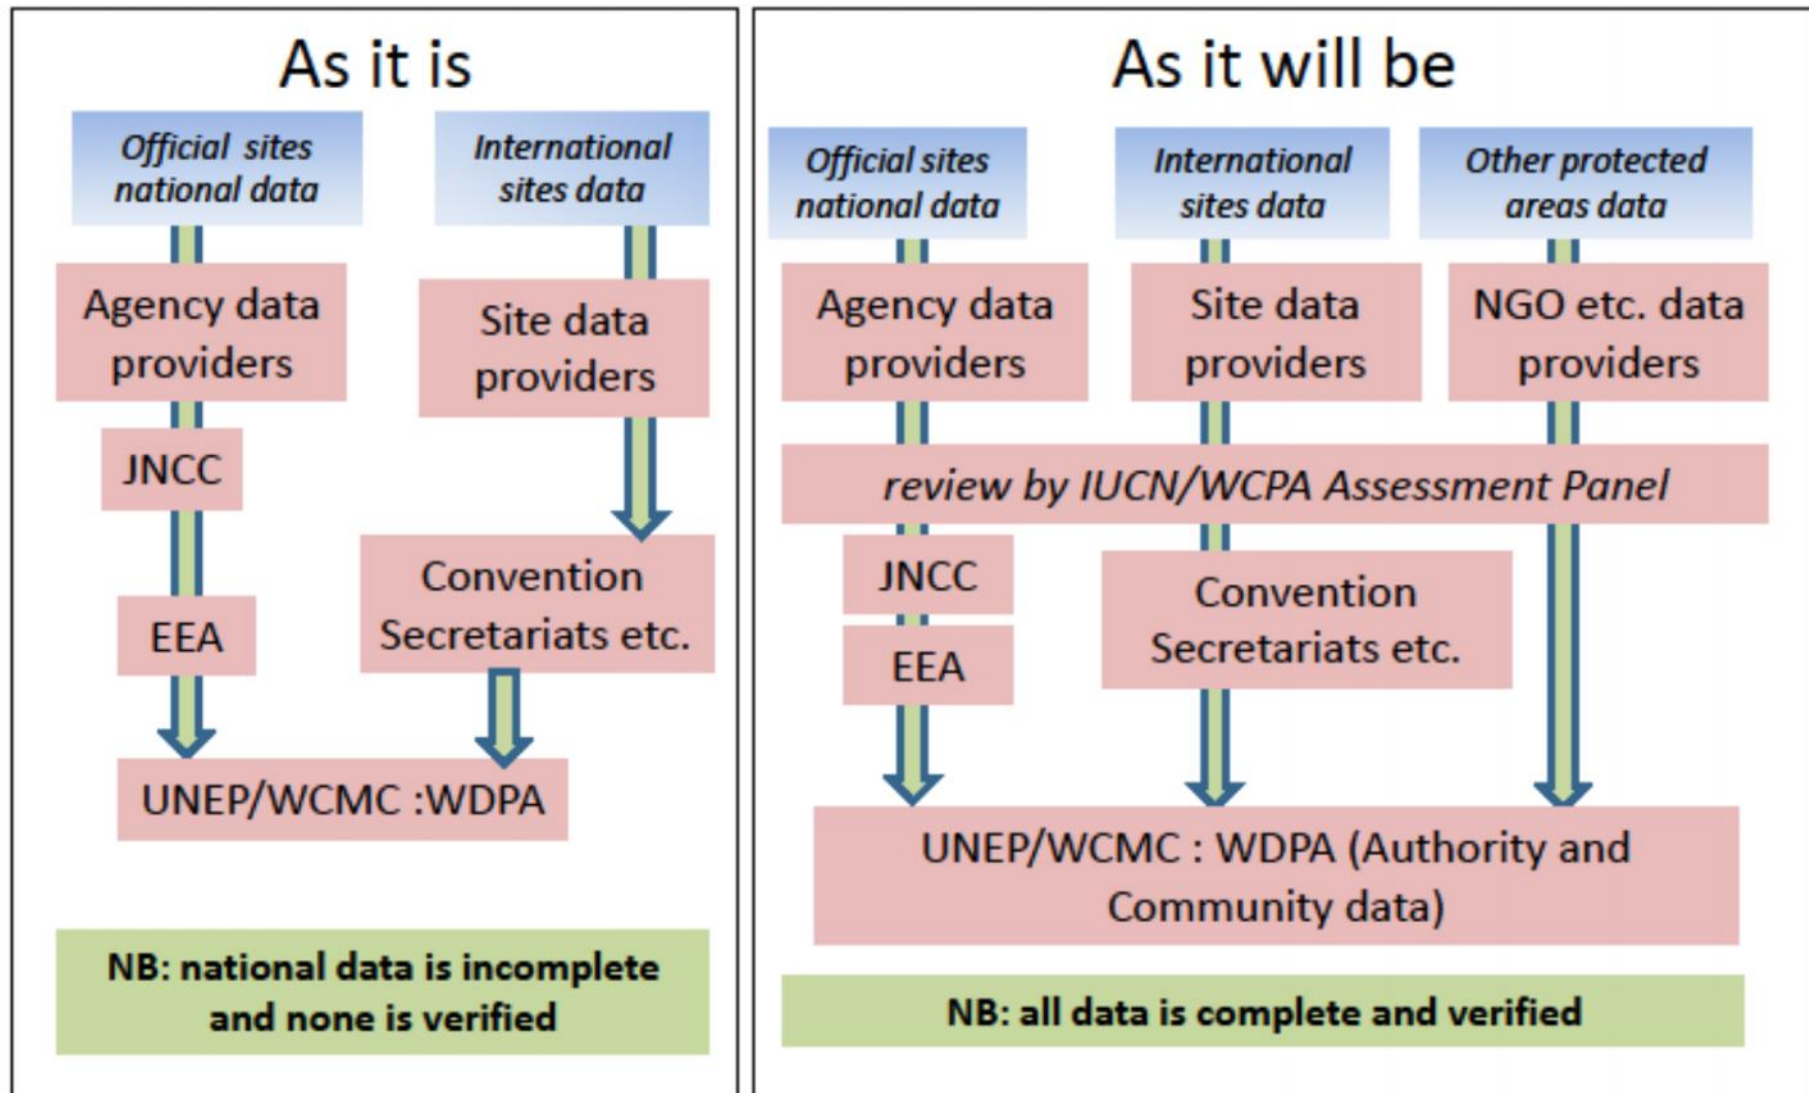 As it is
Official sites
national data
International
sites data
Agency data
providers
Site data
providers
JNCC
EEA
Convention
Secretariats etc.
UNEP/WCMC :WDPA
NB: national data is incomplete
and none is verified
As it will be
Official sites
national data
International
sites data
Other protected
areas data
Agency data
providers
Site data
providers
NGO etc. data
providers
review by IUCN/WCPA Assessment Panel
JNCC
EEA
Convention
Secretariats etc.
UNEP/WCMC : WDPA (Authority and
Community data)
NB: all data is complete and verified